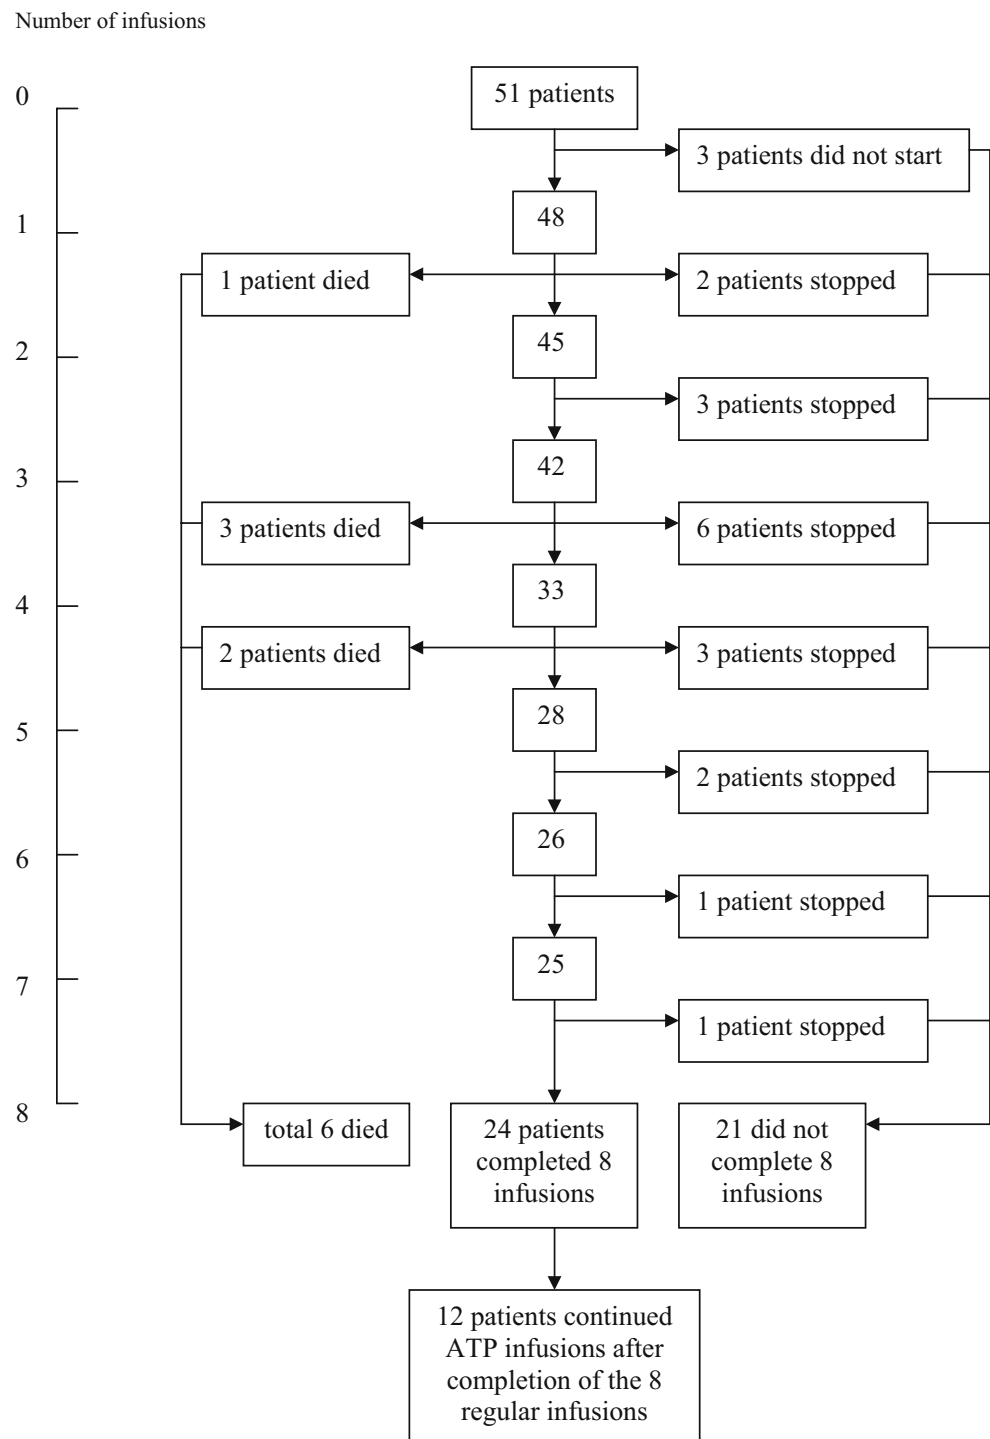 Number of infusions
0
51 patients
3 patients did not start
1
48
1 patient died
2 patients stopped
2
45
3 patients stopped
3
42
3 patients died
6 patients stopped
4
33
2 patients died
3 patients stopped
5
28
2 patients stopped
6
26
1 patient stopped
7
25
1 patient stopped
8
total 6 died
24 patients
completed 8
infusions
21 did not
complete 8
infusions
12 patients continued
ATP infusions after
completion of the 8
regular infusions